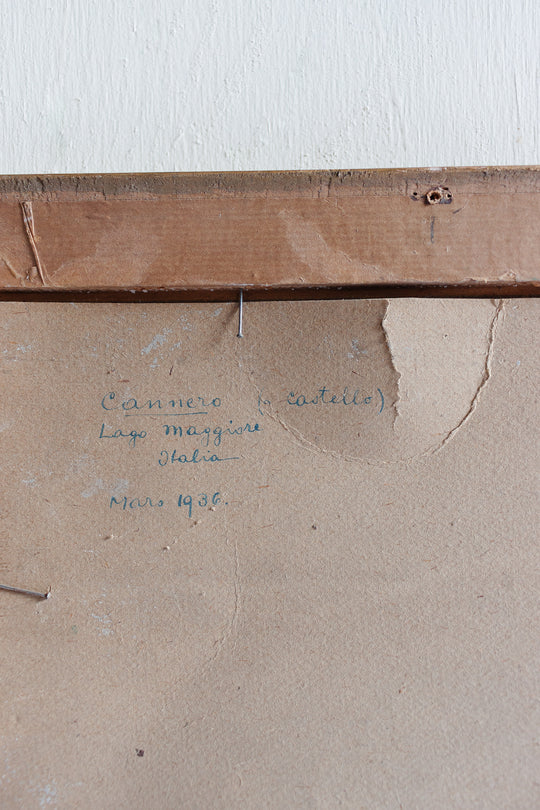 Cannero castello)
Lago Maggiore
Italia
Mars 1936.